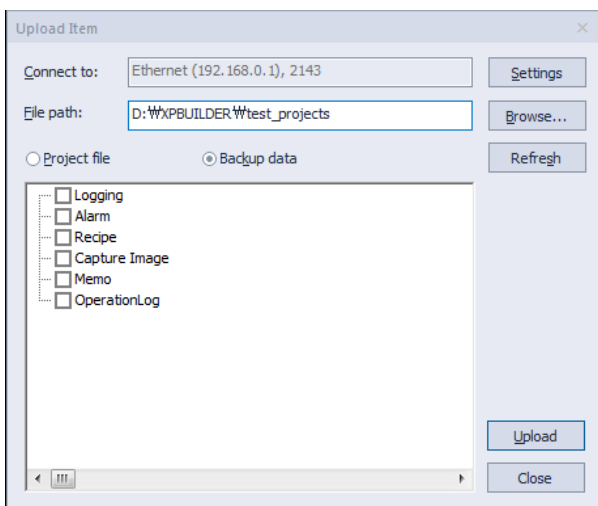 Upload Item
Connect to: Ethernet (192.168.0.1), 2143 Settings
File path: D:₩XPBUILDER₩test_projects Browse...
Project file Backup data Refresh
Logging
Alarm
Recipe
Capture Image
Memo
OperationLog
Upload
Close